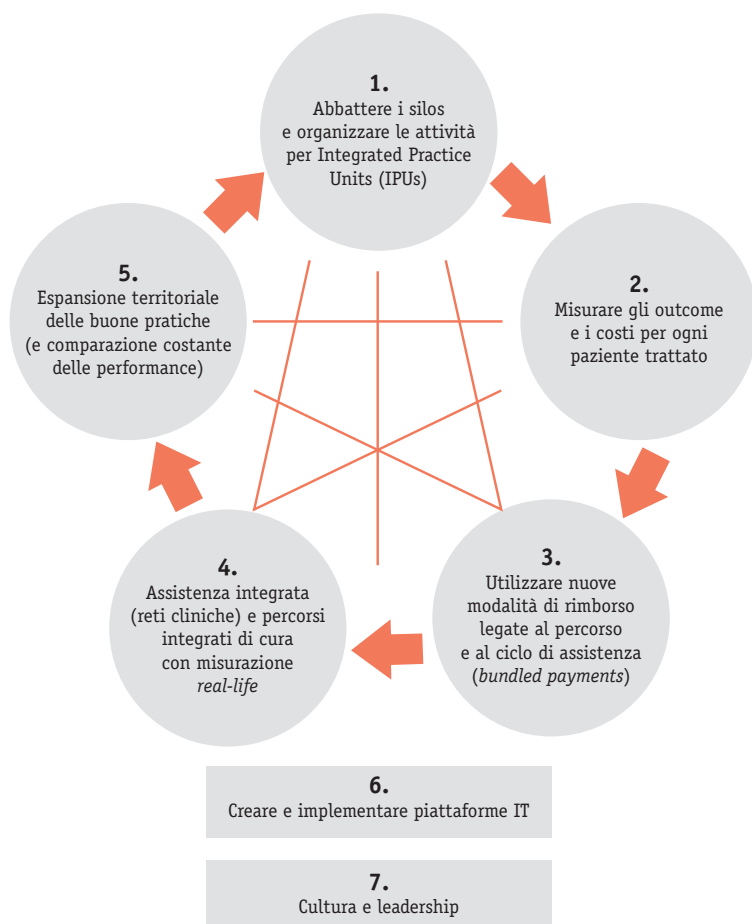 1.
Abbattere i silos
e organizzare le attività
per Integrated Practice
Units (IPUs)
2.
Misurare gli outcome
e i costi per ogni
paziente trattato
3.
Utilizzare nuove
modalità di rimborso
legate al percorso
e al ciclo di assistenza
(bundled payments)
4.
Assistenza integrata
(reti cliniche) e percorsi
integrati di cura
con misurazione
real-life
5.
Espansione territoriale
delle buone pratiche
(e comparazione costante
delle performance)
6.
Creare e implementare piattaforme IT
7.
Cultura e leadership